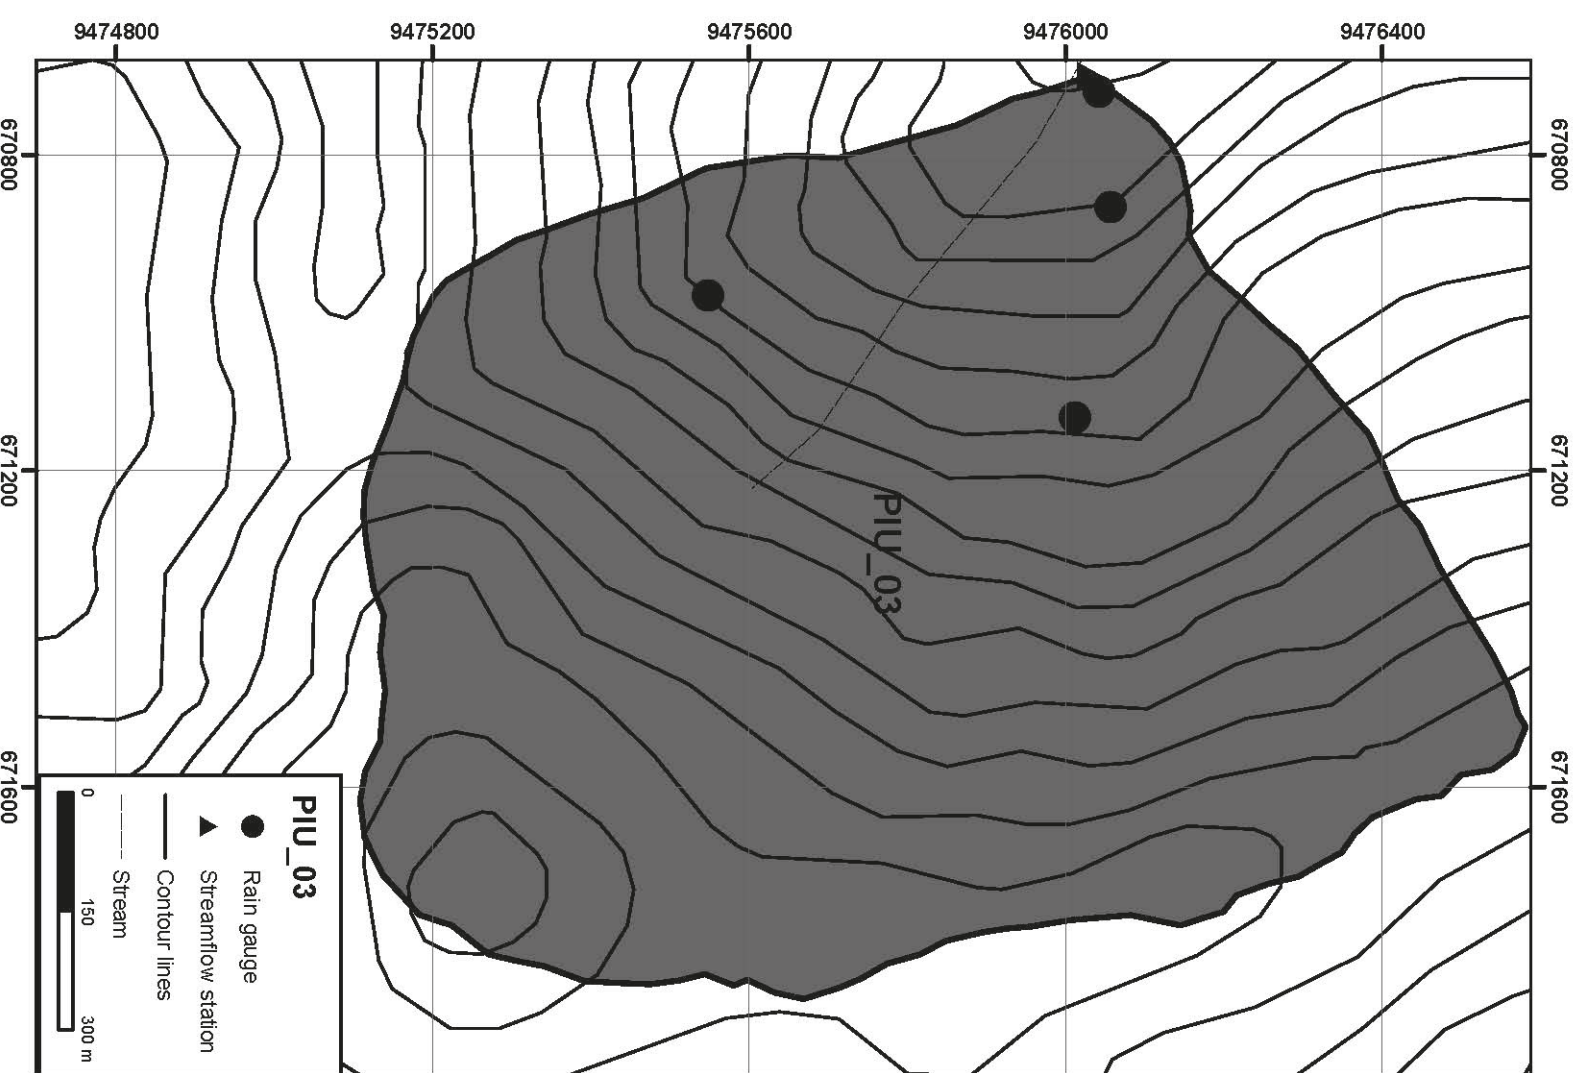 9474800 9475200 9475600 9476000 9476400
670800 670800
671200 671200
671600 671600
PIU_03
PIU_03
Rain gauge
Streamflow station
Contour lines
Stream
0 150 300 m